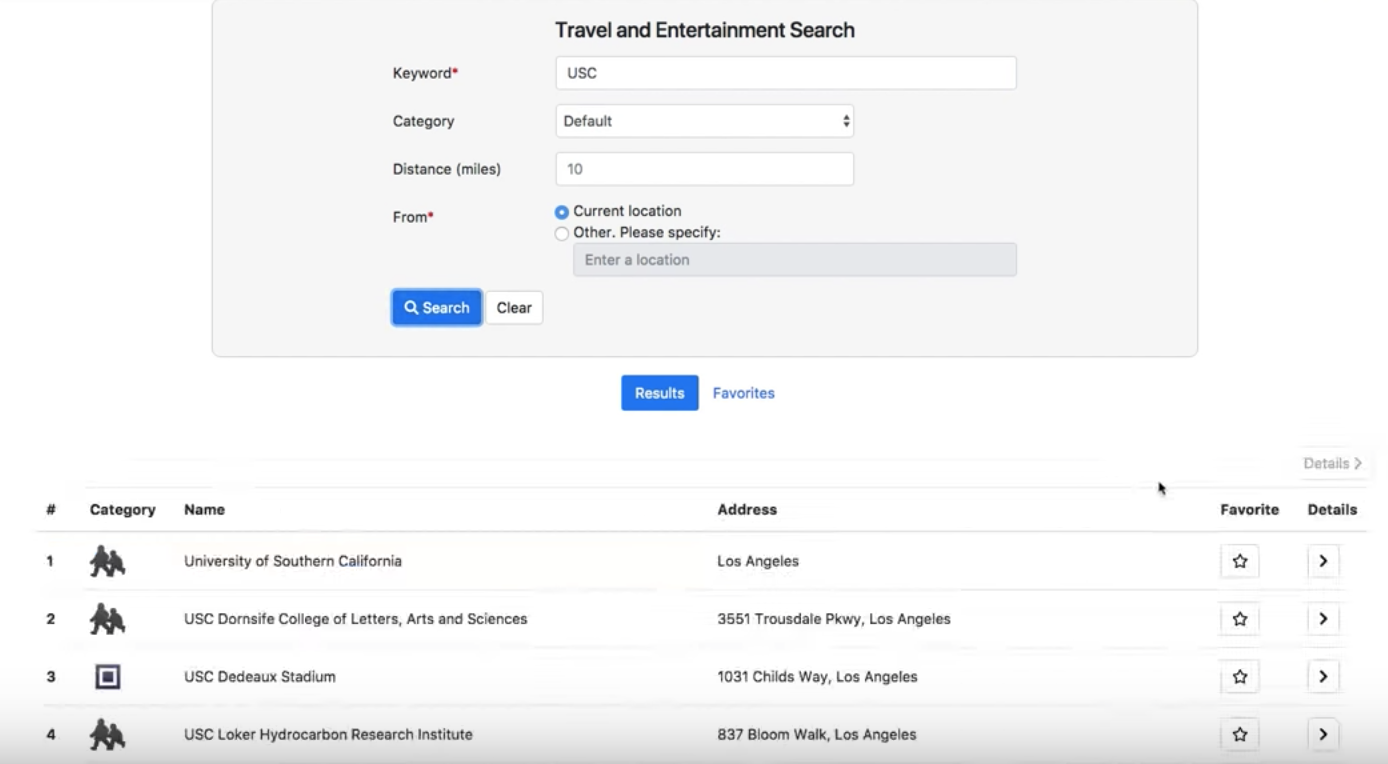 Travel and Entertainment Search
Keyword* USC
Category Default
Distance (miles) 10
From* Current location
Other. Please specify:
Enter a location
Search Clear
Results Favorites
Details
# Category Name Address Favorite Details
1 University of Southern California Los Angeles
2 USC Dornsife College of Letters, Arts and Sciences 3551 Trousdale Pkwy, Los Angeles
3 USC Dedeaux Stadium 1031 Childs Way, Los Angeles
4 USC Loker Hydrocarbon Research Institute 837 Bloom Walk, Los Angeles